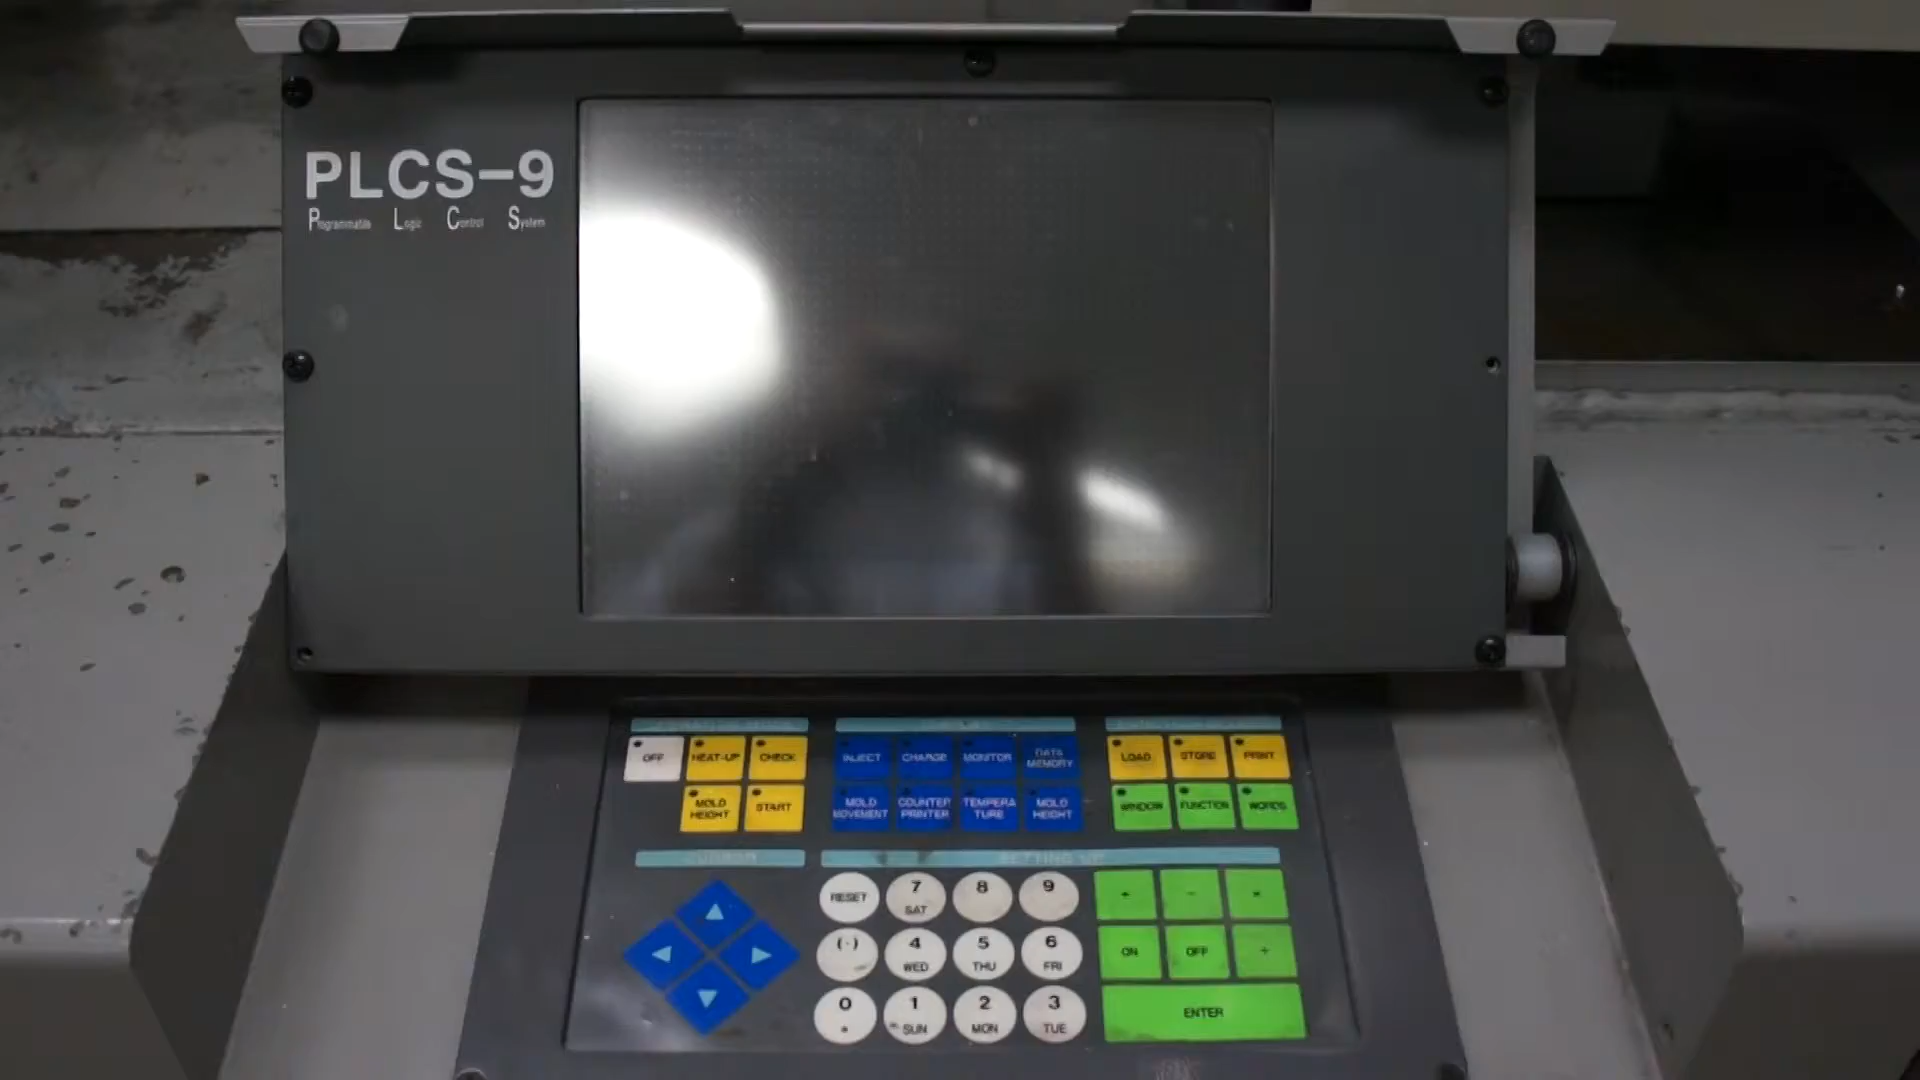 PLCS-9
Programmable Logic Control System
OFF HEAT-UP CHECK
MOLD HEIGHT START
INJECT CHARGE MONITOR DATA MEMORY
MOLD MOVEMENT COUNTER PRINTER TEMPERA TURE MOLD HEIGHT
LOAD STORE PRINT
WINDOW FUNCTION WORDS
SETTING UP
RESET 7 SAT 8 9 + -
(·) 4 WED 5 THU 6 FRI ON OFF ÷
0 1 SUN 2 MON 3 TUE ENTER